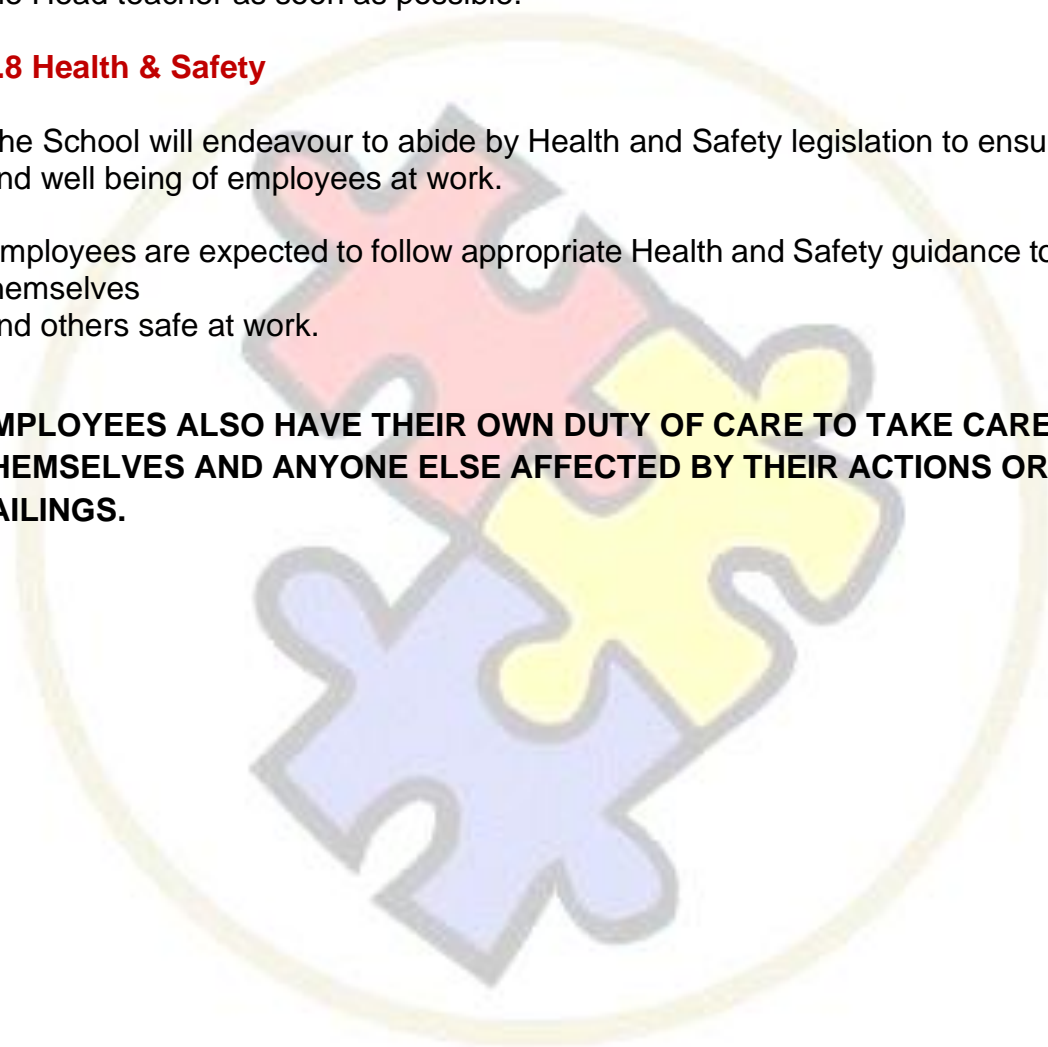 Head teacher as soon as possible.
.8 Health & Safety
he School will endeavour to abide by Health and Safety legislation to ensu
nd well being of employees at work.
mployees are expected to follow appropriate Health and Safety guidance to
hemselves
nd others safe at work.
MPLOYEES ALSO HAVE THEIR OWN DUTY OF CARE TO TAKE CARE
HEMSELVES AND ANYONE ELSE AFFECTED BY THEIR ACTIONS OR
AILINGS.